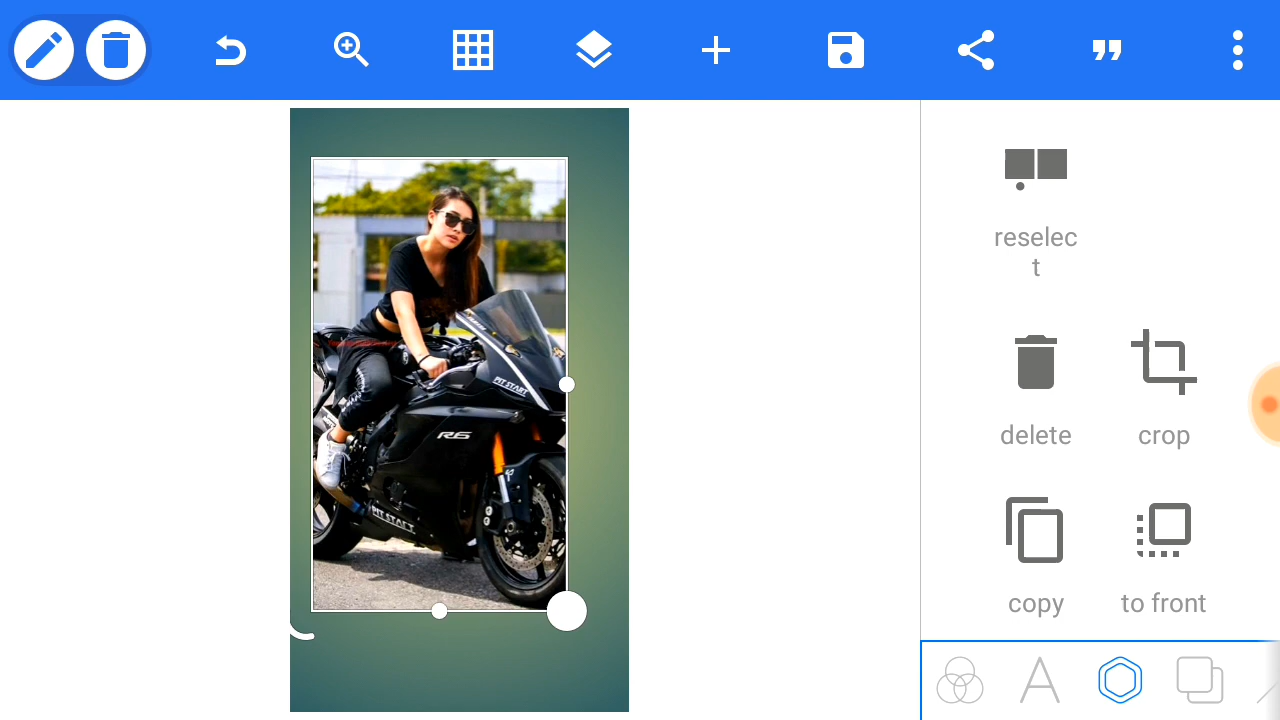 reselec
t
delete
crop
copy
to front
PIT START
R6
PIT START